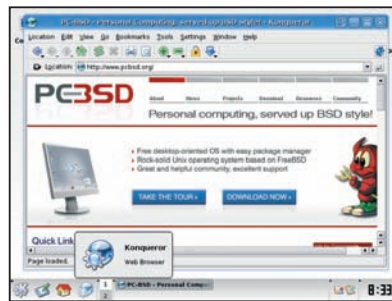 PC-BSD - Personal Computing, served up BSD style! - Konqueror
Location Edit View Go Bookmarks Tools Settings Window Help
Location: http://www.pcbsd.org/
PCBSD
About News Projects Download Resources Community
Personal computing, served up BSD style!
Free desktop-oriented OS with easy package manager
Rock-solid Unix operating system based on FreeBSD
Great and helpful community, excellent support
TAKE THE TOUR
DOWNLOAD NOW
Quick Link
Page loaded.
Konqueror
Web Browser
1
2
PC-BSD - Personal Comp
8:33